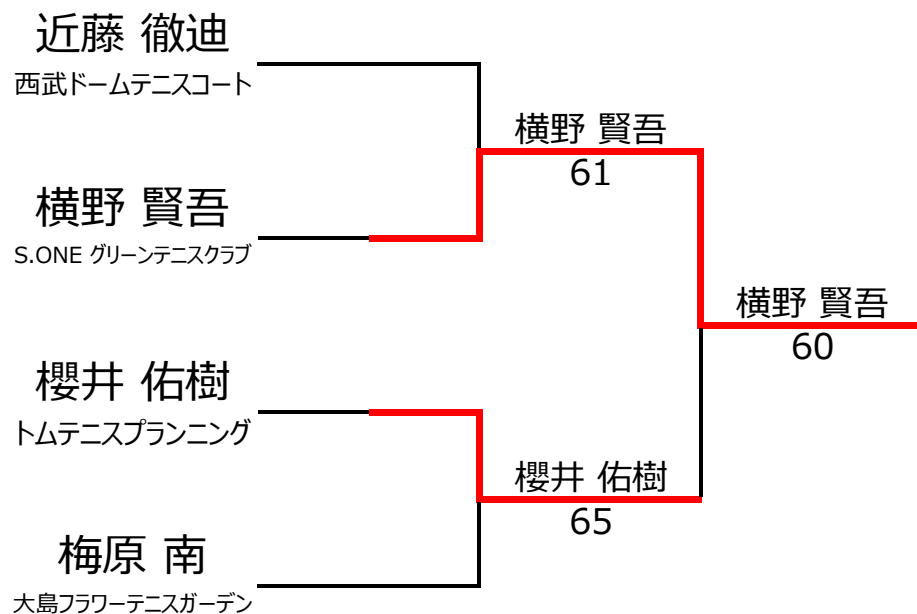 近藤 徹迪
西武ドームテニスコート
横野 賢吾
61
横野 賢吾
S.ONE グリーンテニスクラブ
横野 賢吾
60
櫻井 佑樹
トムテニスプランニング
櫻井 佑樹
65
梅原 南
大島フラワーテニスガーデン